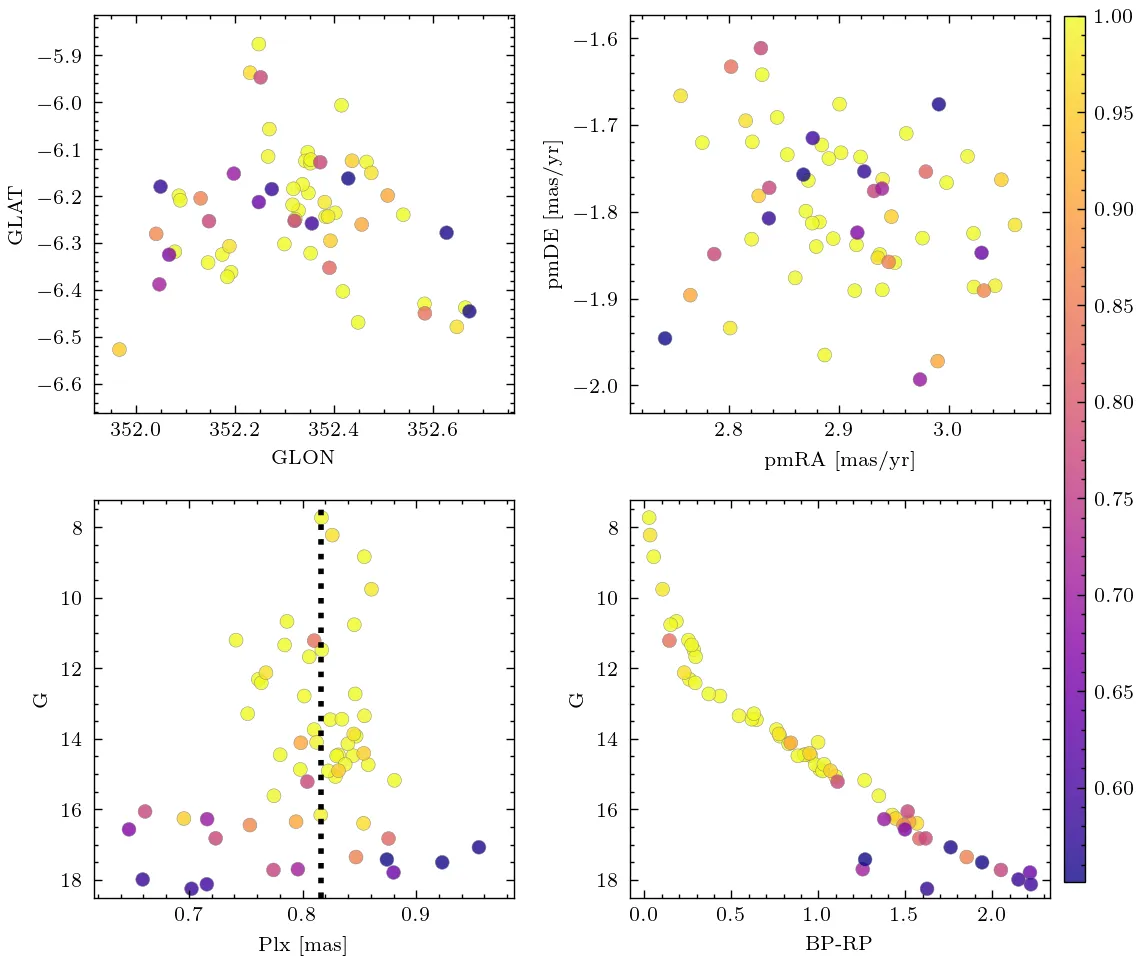 −5.9
−6.0
−6.1
−6.2
−6.3
−6.4
−6.5
−6.6
GLAT
352.0 352.2 352.4 352.6
GLON
−1.6
−1.7
−1.8
−1.9
−2.0
pmDE [mas/yr]
2.8 2.9 3.0
pmRA [mas/yr]
1.00
0.95
0.90
0.85
0.80
0.75
0.70
0.65
0.60
8
10
12
14
16
18
G
0.7 0.8 0.9
Plx [mas]
8
10
12
14
16
18
G
0.0 0.5 1.0 1.5 2.0
BP-RP